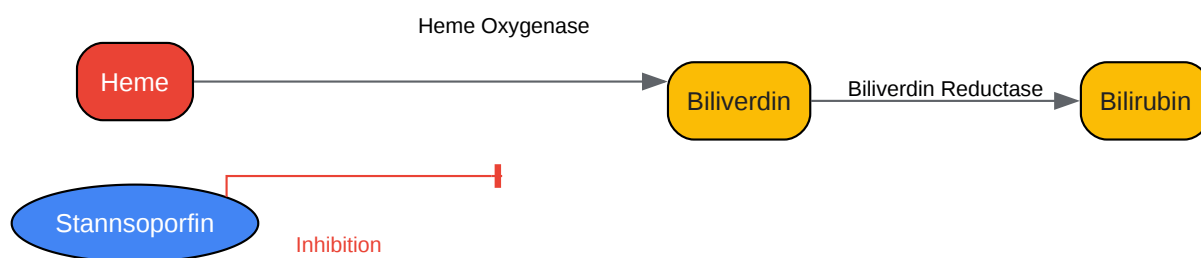 Heme Oxygenase
Heme
Biliverdin
Biliverdin Reductase
Bilirubin
Stannsoporfin
Inhibition